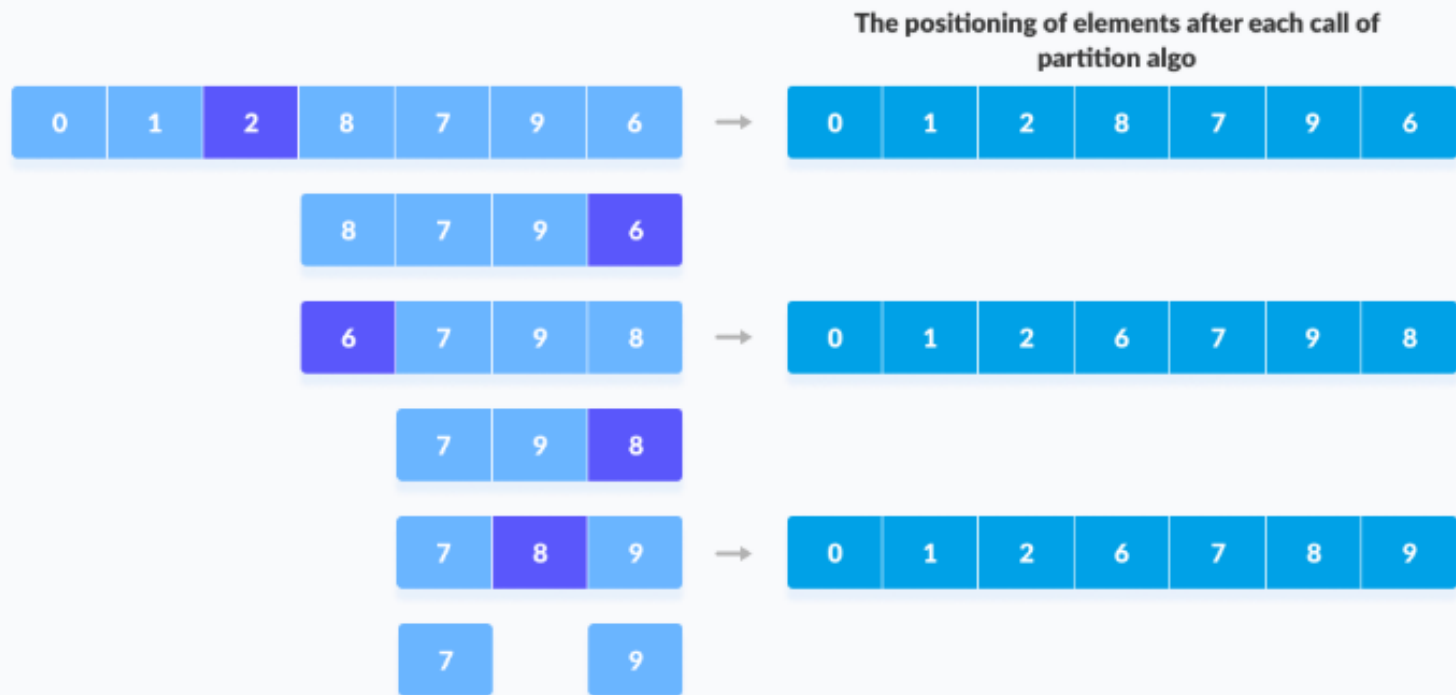 The positioning of elements after each call of
partition algo
0 1 2 8 7 9 6 0 1 2 8 7 9 6
8 7 9 6
6 7 9 8 0 1 2 6 7 9 8
7 9 8
7 8 9 0 1 2 6 7 8 9
7 9